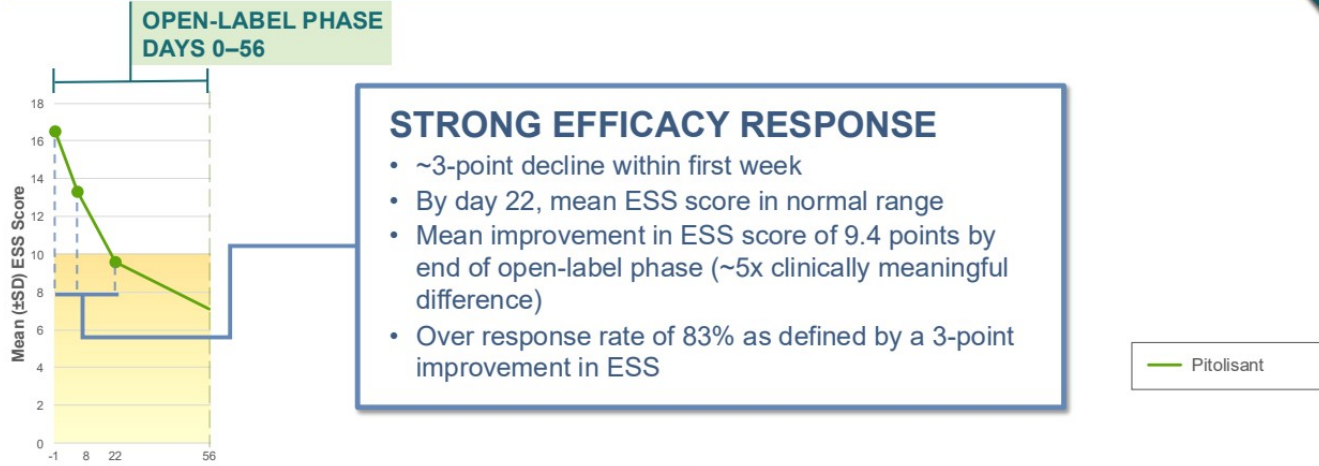 OPEN-LABEL PHASE
DAYS 0–56
18
16
14
12
10
8
6
4
2
0
Mean (±SD) ESS Score
-1 8 22 56
STRONG EFFICACY RESPONSE
• ~3-point decline within first week
• By day 22, mean ESS score in normal range
• Mean improvement in ESS score of 9.4 points by
end of open-label phase (~5x clinically meaningful
difference)
• Over response rate of 83% as defined by a 3-point
improvement in ESS
Pitolisant